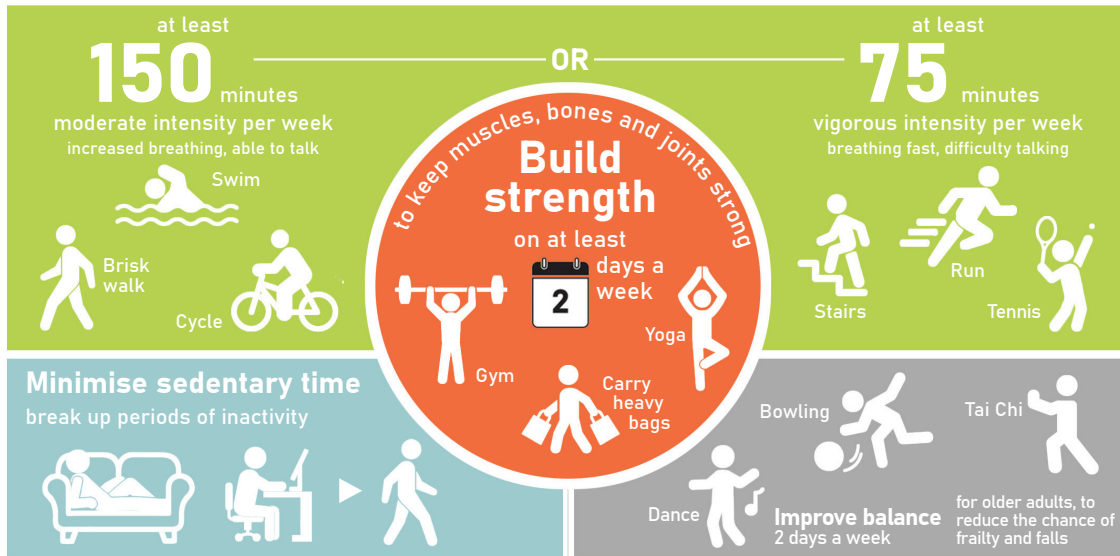 at least
150 minutes
moderate intensity per week
increased breathing, able to talk
Swim
Brisk
walk
Cycle
OR
at least
75 minutes
vigorous intensity per week
breathing fast, difficulty talking
Stairs
Run
Tennis
to keep muscles, bones and joints strong
Build
strength
on at least
2
days a
week
Gym
Yoga
Carry
heavy
bags
Minimise sedentary time
break up periods of inactivity
Bowling
Tai Chi
Dance
Improve balance
2 days a week
for older adults, to
reduce the chance of
frailty and falls